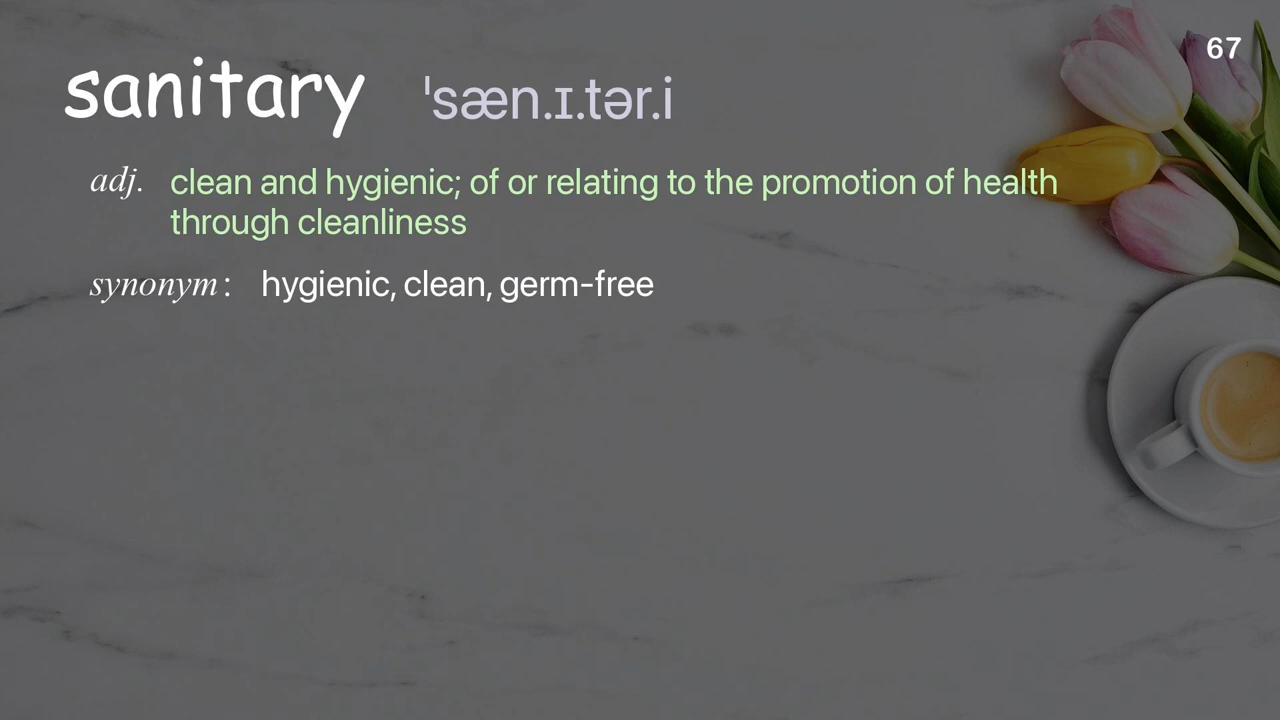 67
sanitary ˈsæn.ɪ.tər.i
adj. clean and hygienic; of or relating to the promotion of health
through cleanliness
synonym : hygienic, clean, germ-free